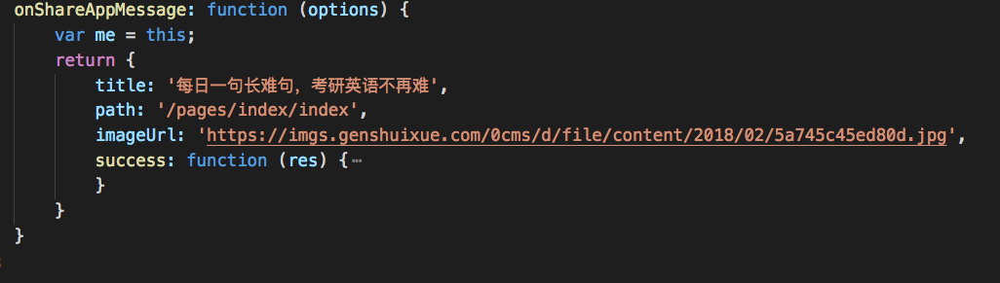 onShareAppMessage: function (options) {
var me = this;
return {
title: '每日一句长难句，考研英语不再难',
path: '/pages/index/index',
imageUrl: 'https://imgs.genshuixue.com/0cms/d/file/content/2018/02/5a745c45ed80d.jpg',
success: function (res) {⋯
}
}
}